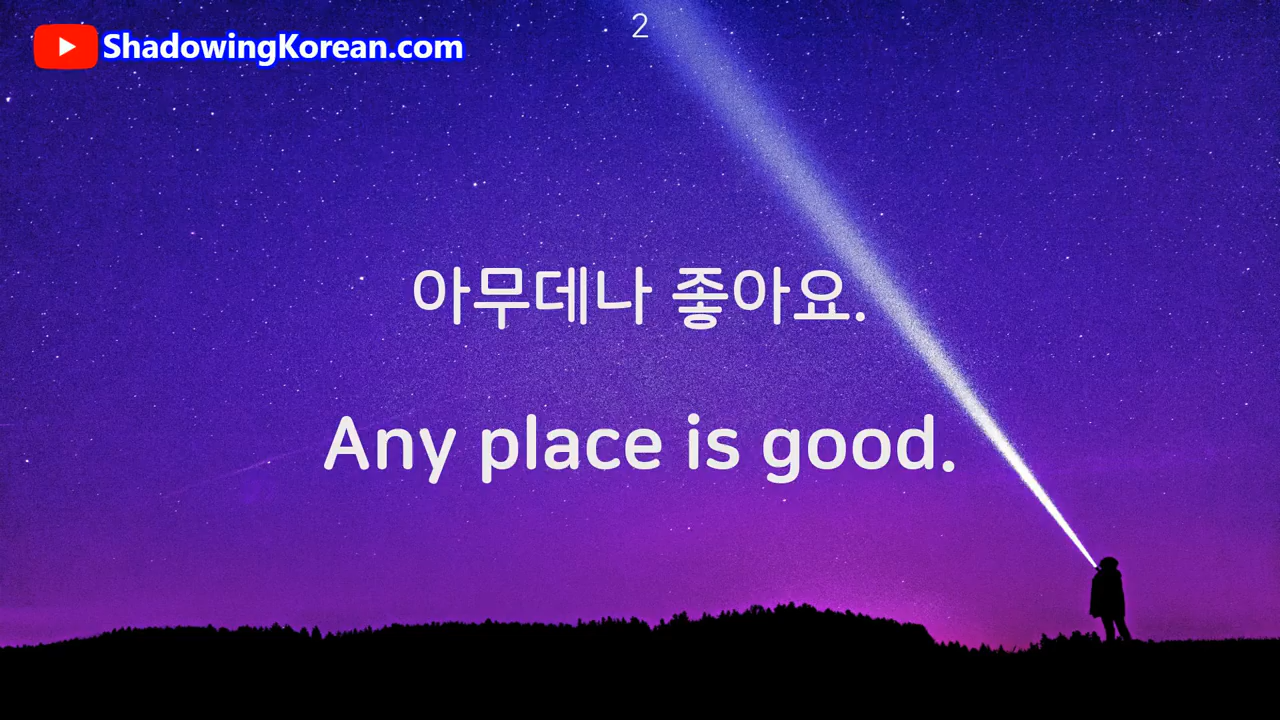 2
ShadowingKorean.com
아무데나 좋아요.
Any place is good.